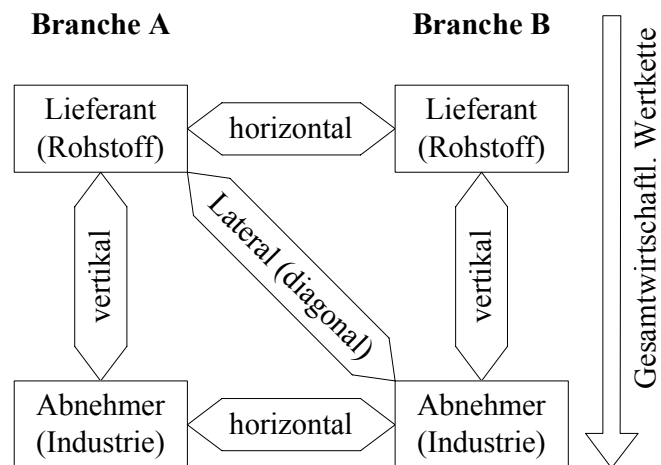 Branche A
Branche B
Lieferant
(Rohstoff)
horizontal
Lieferant
(Rohstoff)
vertikal
Lateral (diagonal)
vertikal
Abnehmer
(Industrie)
horizontal
Abnehmer
(Industrie)
Gesamtwirtschaftl. Wertkette